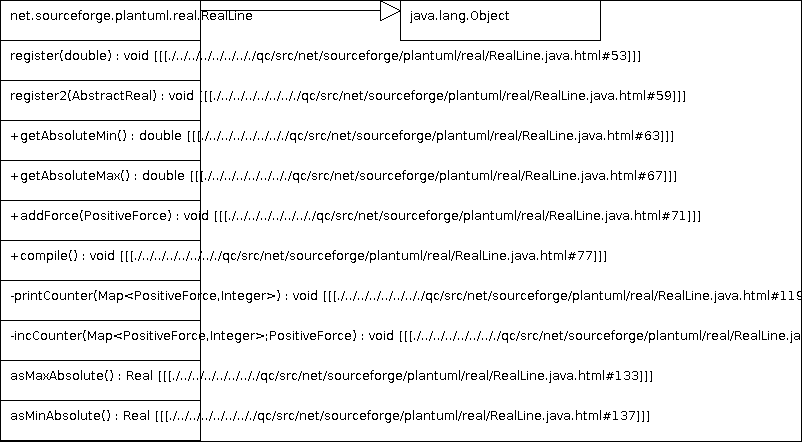 net.sourceforge.plantuml.real.RealLine
java.lang.Object
register(double) : void [[[./../../../../../../../qc/src/net/sourceforge/plantuml/real/RealLine.java.html#53]]]
register2(AbstractReal) : void [[[./../../../../../../../qc/src/net/sourceforge/plantuml/real/RealLine.java.html#59]]]
+getAbsoluteMin() : double [[[./../../../../../../../qc/src/net/sourceforge/plantuml/real/RealLine.java.html#63]]]
+getAbsoluteMax() : double [[[./../../../../../../../qc/src/net/sourceforge/plantuml/real/RealLine.java.html#67]]]
+addForce(PositiveForce) : void [[[./../../../../../../../qc/src/net/sourceforge/plantuml/real/RealLine.java.html#71]]]
+compile() : void [[[./../../../../../../../qc/src/net/sourceforge/plantuml/real/RealLine.java.html#77]]]
-printCounter(Map<PositiveForce,Integer>) : void [[[./../../../../../../../qc/src/net/sourceforge/plantuml/real/RealLine.java.html#119
-incCounter(Map<PositiveForce,Integer>;PositiveForce) : void [[[./../../../../../../../qc/src/net/sourceforge/plantuml/real/RealLine.ja
asMaxAbsolute() : Real [[[./../../../../../../../qc/src/net/sourceforge/plantuml/real/RealLine.java.html#133]]]
asMinAbsolute() : Real [[[./../../../../../../../qc/src/net/sourceforge/plantuml/real/RealLine.java.html#137]]]